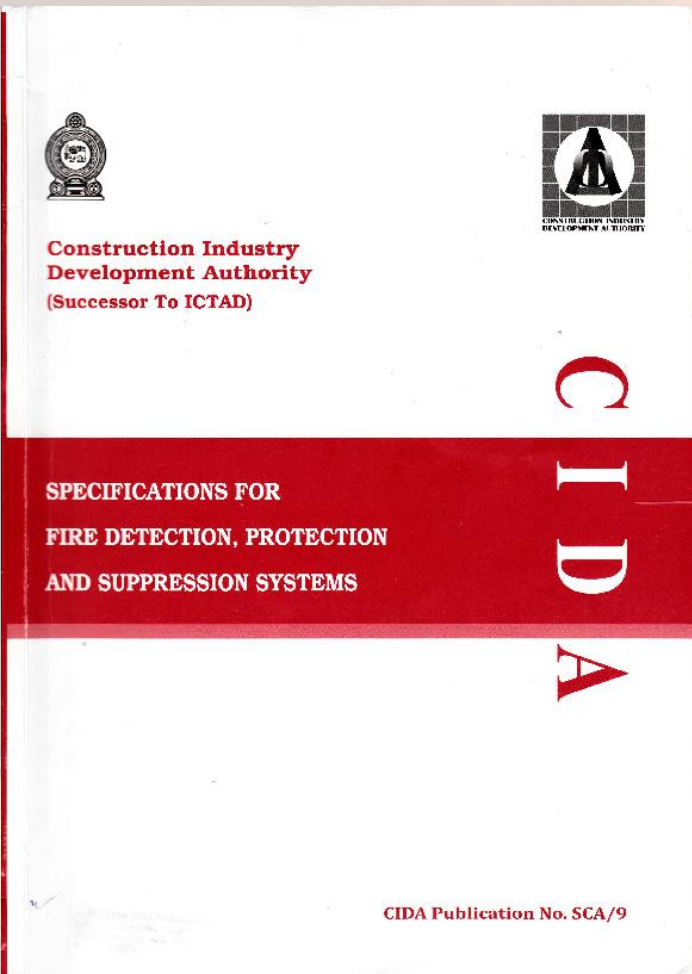 CONSTRUCTION INDUSTRY
DEVELOPMENT AUTHORITY
Construction Industry
Development Authority
(Successor To ICTAD)
CIDA
SPECIFICATIONS FOR
FIRE DETECTION, PROTECTION
AND SUPPRESSION SYSTEMS
CIDA Publication No. SCA/9